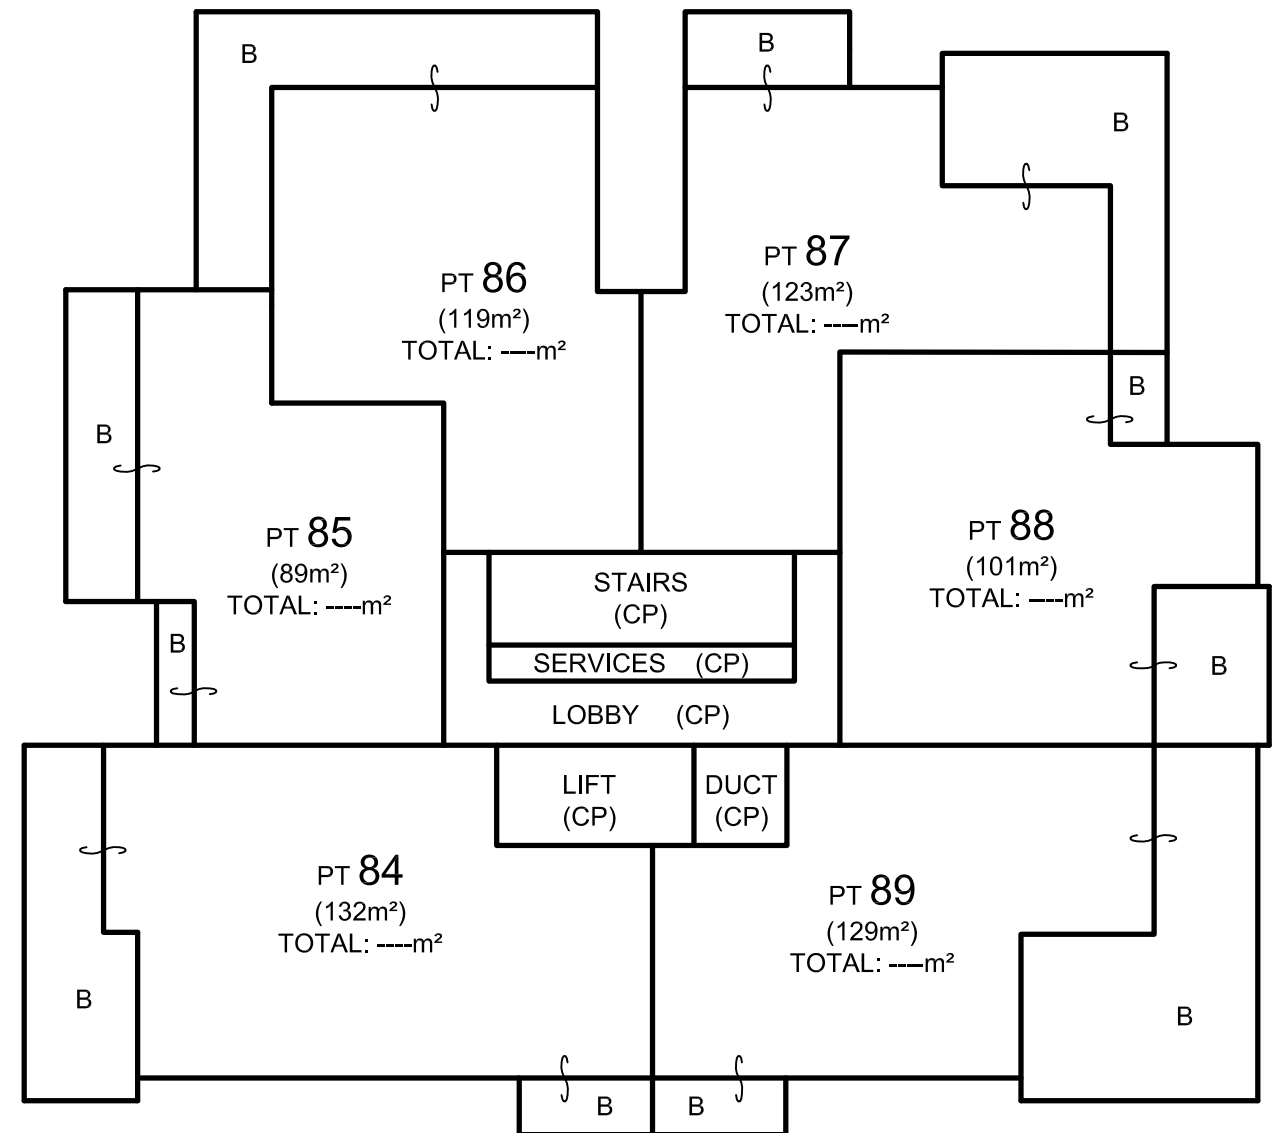 B
B
B
PT 87
(123m²)
TOTAL: ----m²
PT 86
(119m²)
TOTAL: ----m²
B
B
PT 85
(89m²)
TOTAL: ----m²
PT 88
(101m²)
TOTAL: ----m²
STAIRS
(CP)
B
SERVICES (CP)
B
LOBBY (CP)
LIFT
(CP)
DUCT
(CP)
PT 84
(132m²)
TOTAL: ----m²
PT 89
(129m²)
TOTAL: ----m²
B
B
B
B